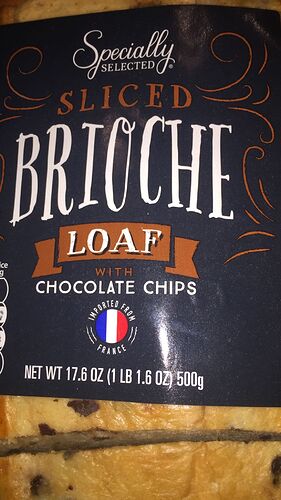 Specially
SELECTED®
SLICED
BRIOCHE
LOAF
WITH
CHOCOLATE CHIPS
IMPORTED FROM
FRANCE
NET WT 17.6 OZ (1 LB 1.6 OZ) 500g